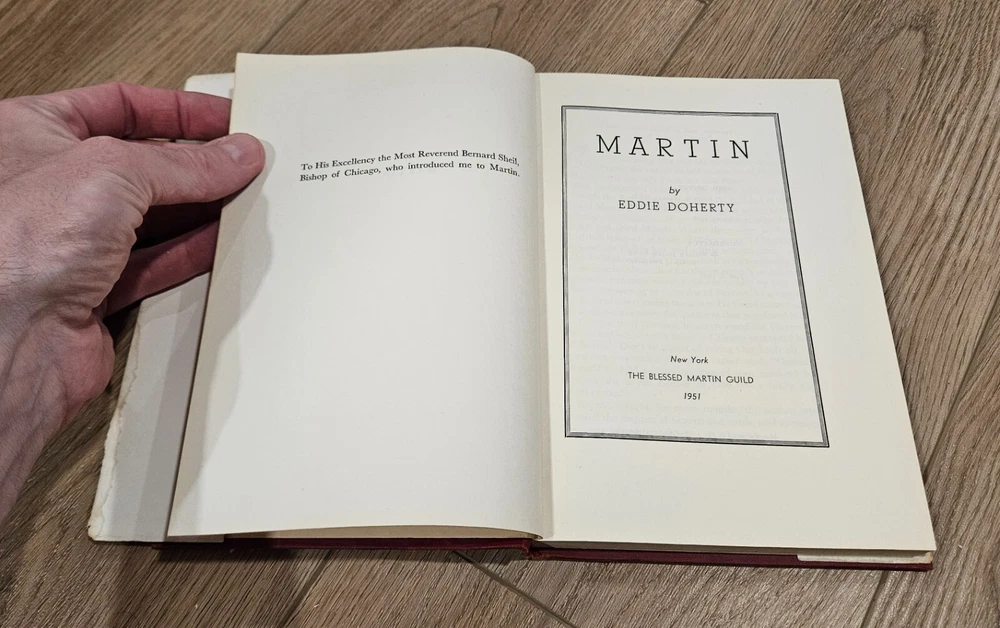 To His Excellency the Most Reverend Bernard Sheil,
Bishop of Chicago, who introduced me to Martin.
MARTIN
by
EDDIE DOHERTY
New York
THE BLESSED MARTIN GUILD
1951